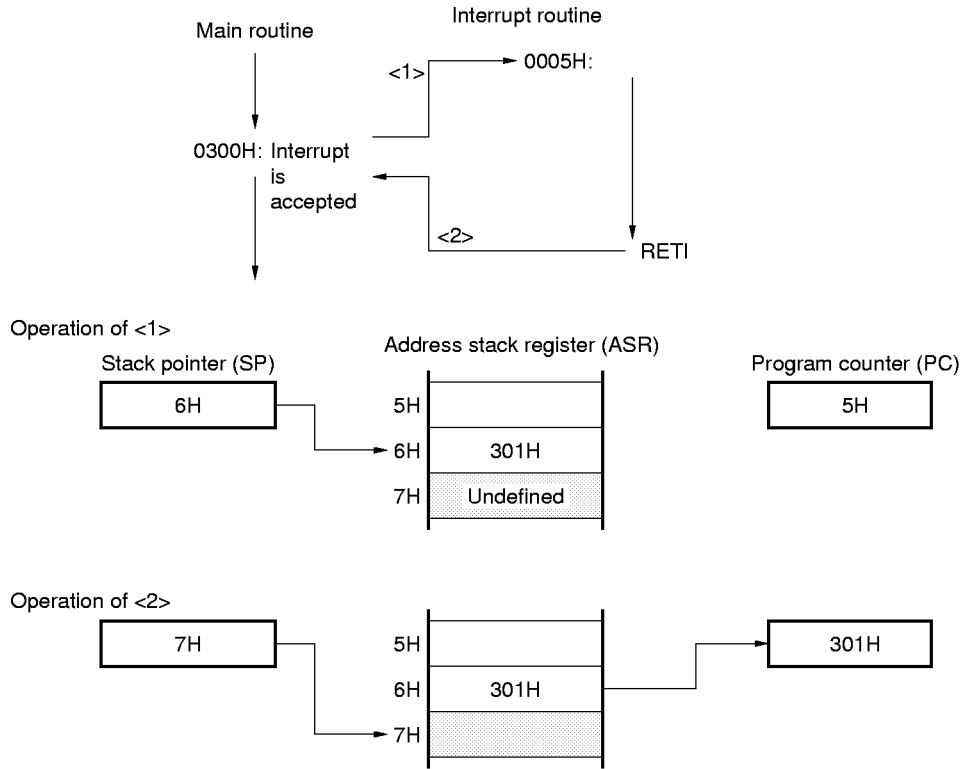 Main routine
Interrupt routine
<1>
0005H:
0300H: Interrupt
is
accepted
<2>
RETI
Operation of <1>
Stack pointer (SP)
Address stack register (ASR)
Program counter (PC)
6H
5H
5H
6H
301H
7H
Undefined
Operation of <2>
7H
5H
301H
6H
301H
7H